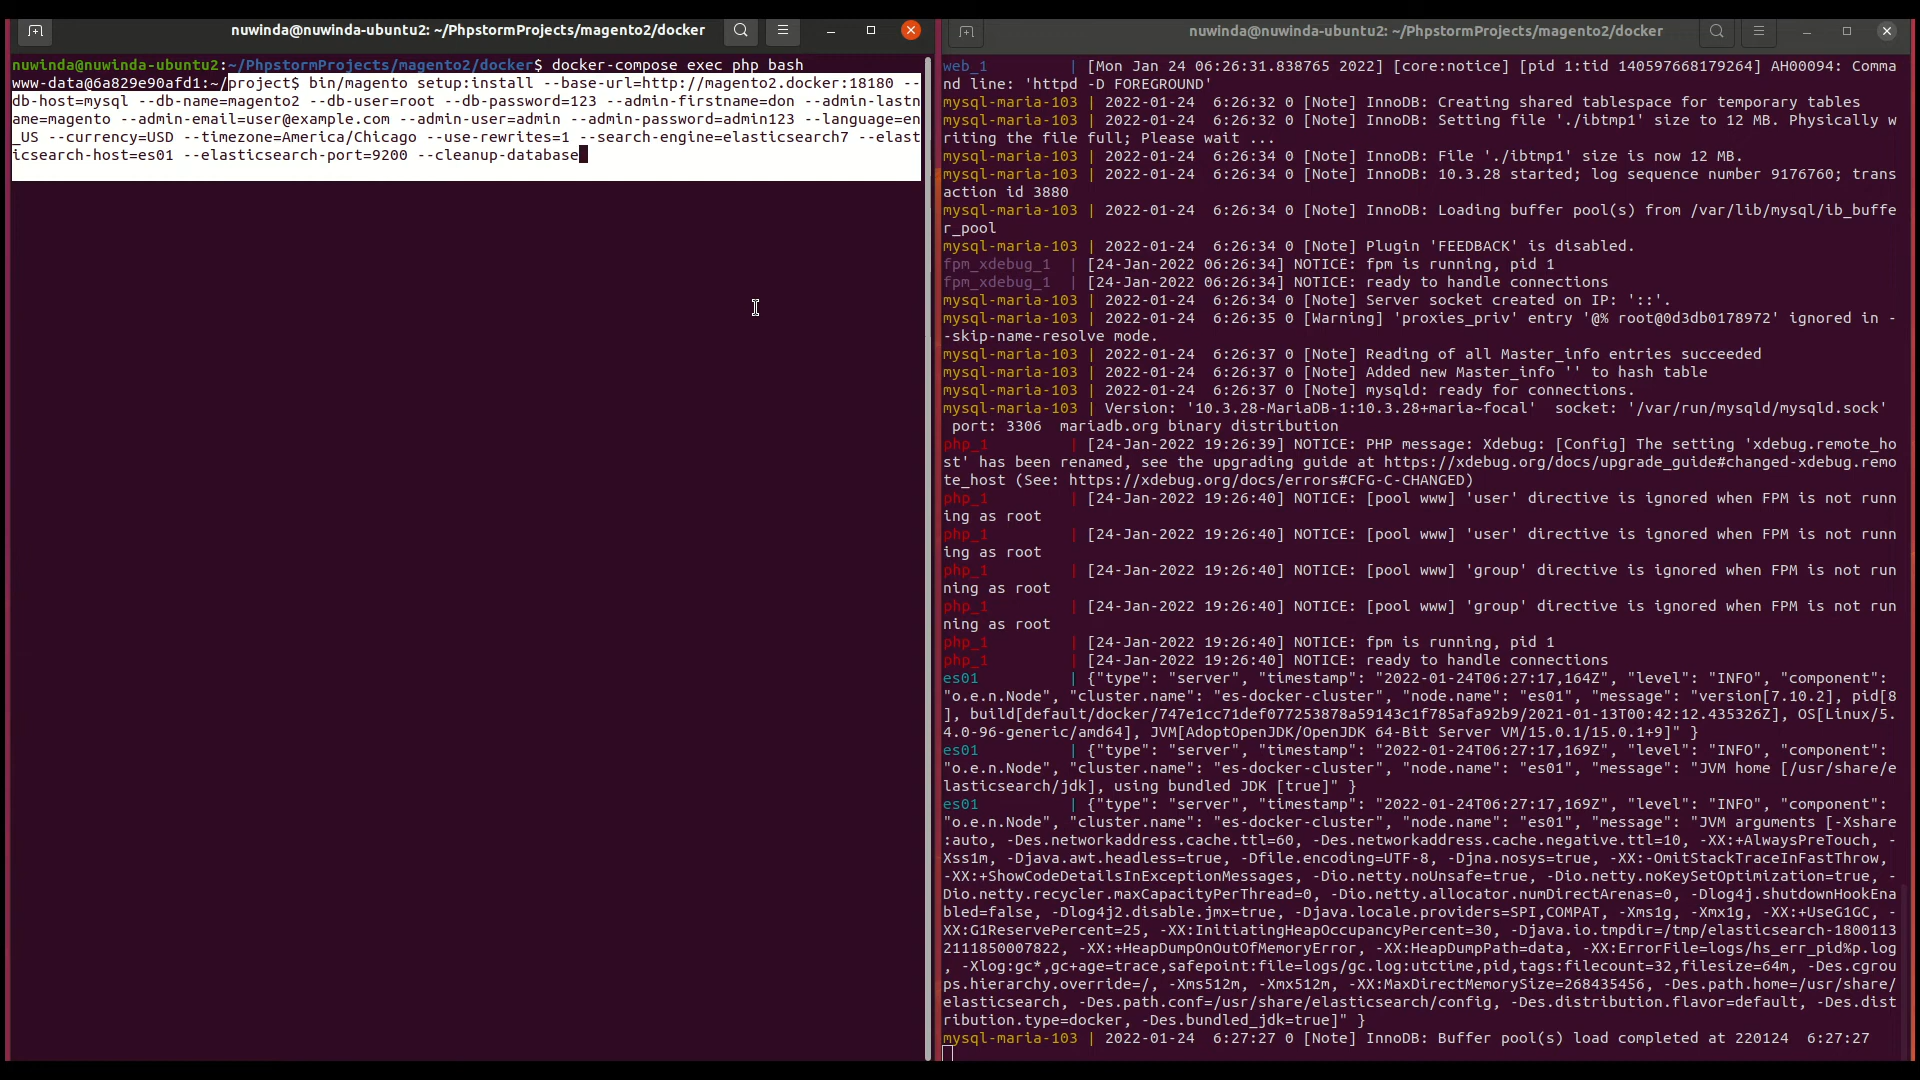 nuwinda@nuwinda-ubuntu2: ~/PhpstormProjects/magento2/docker
nuwinda@nuwinda-ubuntu2:~/PhpstormProjects/magento2/docker$ docker-compose exec php bash
www-data@6a829e90afd1:~/project$ bin/magento setup:install --base-url=http://magento2.docker:18180 --
db-host=mysql --db-name=magento2 --db-user=root --db-password=123 --admin-firstname=don --admin-lastn
ame=magento --admin-email=user@example.com --admin-user=admin --admin-password=admin123 --language=en
_US --currency=USD --timezone=America/Chicago --use-rewrites=1 --search-engine=elasticsearch7 --elast
icsearch-host=es01 --elasticsearch-port=9200 --cleanup-database
nuwinda@nuwinda-ubuntu2: ~/PhpstormProjects/magento2/docker
web_1         | [Mon Jan 24 06:26:31.838765 2022] [core:notice] [pid 1:tid 140597668179264] AH00094: Comma
nd line: 'httpd -D FOREGROUND'
mysql-maria-103 | 2022-01-24  6:26:32 0 [Note] InnoDB: Creating shared tablespace for temporary tables
mysql-maria-103 | 2022-01-24  6:26:32 0 [Note] InnoDB: Setting file './ibtmp1' size to 12 MB. Physically w
riting the file full; Please wait ...
mysql-maria-103 | 2022-01-24  6:26:34 0 [Note] InnoDB: File './ibtmp1' size is now 12 MB.
mysql-maria-103 | 2022-01-24  6:26:34 0 [Note] InnoDB: 10.3.28 started; log sequence number 9176760; trans
action id 3880
mysql-maria-103 | 2022-01-24  6:26:34 0 [Note] InnoDB: Loading buffer pool(s) from /var/lib/mysql/ib_buffe
r_pool
mysql-maria-103 | 2022-01-24  6:26:34 0 [Note] Plugin 'FEEDBACK' is disabled.
fpm_xdebug_1  | [24-Jan-2022 06:26:34] NOTICE: fpm is running, pid 1
fpm_xdebug_1  | [24-Jan-2022 06:26:34] NOTICE: ready to handle connections
mysql-maria-103 | 2022-01-24  6:26:34 0 [Note] Server socket created on IP: '::'.
mysql-maria-103 | 2022-01-24  6:26:35 0 [Warning] 'proxies_priv' entry '@% root@0d3db0178972' ignored in -
-skip-name-resolve mode.
mysql-maria-103 | 2022-01-24  6:26:37 0 [Note] Reading of all Master_info entries succeeded
mysql-maria-103 | 2022-01-24  6:26:37 0 [Note] Added new Master_info '' to hash table
mysql-maria-103 | 2022-01-24  6:26:37 0 [Note] mysqld: ready for connections.
mysql-maria-103 | Version: '10.3.28-MariaDB-1:10.3.28+maria~focal'  socket: '/var/run/mysqld/mysqld.sock'
 port: 3306  mariadb.org binary distribution
php_1         | [24-Jan-2022 19:26:39] NOTICE: PHP message: Xdebug: [Config] The setting 'xdebug.remote_ho
st' has been renamed, see the upgrading guide at https://xdebug.org/docs/upgrade_guide#changed-xdebug.remo
te_host (See: https://xdebug.org/docs/errors#CFG-C-CHANGED)
php_1         | [24-Jan-2022 19:26:40] NOTICE: [pool www] 'user' directive is ignored when FPM is not runn
ing as root
php_1         | [24-Jan-2022 19:26:40] NOTICE: [pool www] 'user' directive is ignored when FPM is not runn
ing as root
php_1         | [24-Jan-2022 19:26:40] NOTICE: [pool www] 'group' directive is ignored when FPM is not run
ning as root
php_1         | [24-Jan-2022 19:26:40] NOTICE: [pool www] 'group' directive is ignored when FPM is not run
ning as root
php_1         | [24-Jan-2022 19:26:40] NOTICE: fpm is running, pid 1
php_1         | [24-Jan-2022 19:26:40] NOTICE: ready to handle connections
es01          | {"type": "server", "timestamp": "2022-01-24T06:27:17,164Z", "level": "INFO", "component":
"o.e.n.Node", "cluster.name": "es-docker-cluster", "node.name": "es01", "message": "version[7.10.2], pid[8
], build[default/docker/747e1cc71def077253878a59143c1f785afa92b9/2021-01-13T00:42:12.435326Z], OS[Linux/5.
4.0-96-generic/amd64], JVM[AdoptOpenJDK/OpenJDK 64-Bit Server VM/15.0.1/15.0.1+9]" }
es01          | {"type": "server", "timestamp": "2022-01-24T06:27:17,169Z", "level": "INFO", "component":
"o.e.n.Node", "cluster.name": "es-docker-cluster", "node.name": "es01", "message": "JVM home [/usr/share/e
lasticsearch/jdk], using bundled JDK [true]" }
es01          | {"type": "server", "timestamp": "2022-01-24T06:27:17,169Z", "level": "INFO", "component":
"o.e.n.Node", "cluster.name": "es-docker-cluster", "node.name": "es01", "message": "JVM arguments [-Xshare
:auto, -Des.networkaddress.cache.ttl=60, -Des.networkaddress.cache.negative.ttl=10, -XX:+AlwaysPreTouch, -
Xss1m, -Djava.awt.headless=true, -Dfile.encoding=UTF-8, -Djna.nosys=true, -XX:-OmitStackTraceInFastThrow,
-XX:+ShowCodeDetailsInExceptionMessages, -Dio.netty.noUnsafe=true, -Dio.netty.noKeySetOptimization=true, -
Dio.netty.recycler.maxCapacityPerThread=0, -Dio.netty.allocator.numDirectArenas=0, -Dlog4j.shutdownHookEna
bled=false, -Dlog4j2.disable.jmx=true, -Djava.locale.providers=SPI,COMPAT, -Xms1g, -Xmx1g, -XX:+UseG1GC, -
XX:G1ReservePercent=25, -XX:InitiatingHeapOccupancyPercent=30, -Djava.io.tmpdir=/tmp/elasticsearch-1800113
2111850007822, -XX:+HeapDumpOnOutOfMemoryError, -XX:HeapDumpPath=data, -XX:ErrorFile=logs/hs_err_pid%p.log
, -Xlog:gc*,gc+age=trace,safepoint:file=logs/gc.log:utctime,pid,tags:filecount=32,filesize=64m, -Des.cgrou
ps.hierarchy.override=/, -Xms512m, -Xmx512m, -XX:MaxDirectMemorySize=268435456, -Des.path.home=/usr/share/
elasticsearch, -Des.path.conf=/usr/share/elasticsearch/config, -Des.distribution.flavor=default, -Des.dist
ribution.type=docker, -Des.bundled_jdk=true]" }
mysql-maria-103 | 2022-01-24  6:27:27 0 [Note] InnoDB: Buffer pool(s) load completed at 220124  6:27:27